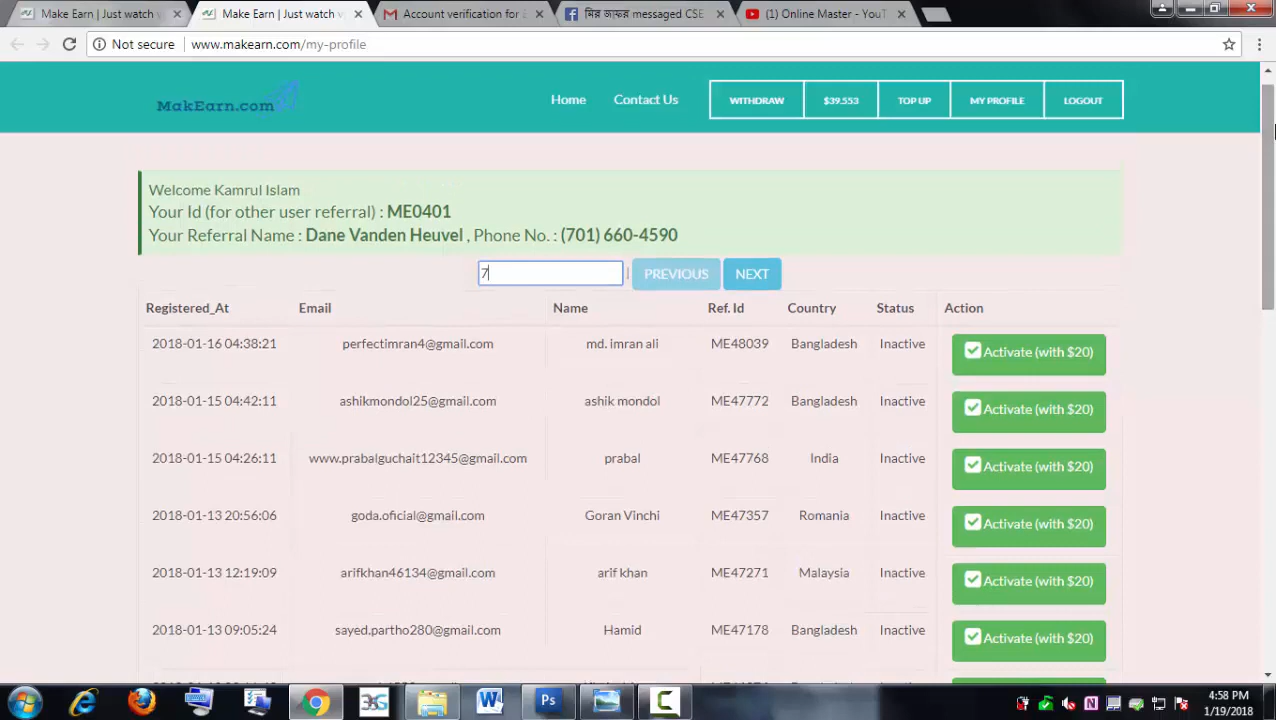 Make Earn | Just watch v
Make Earn | Just watch v
Account verification for
মির messaged CSE
(1) Online Master - YouT
Not secure
www.makearn.com/my-profile
MakEarn.com
Home
Contact Us
WITHDRAW
$39.553
TOP UP
MY PROFILE
LOGOUT
Welcome Kamrul Islam
Your Id (for other user referral) : ME0401
Your Referral Name : Dane Vanden Heuvel , Phone No. : (701) 660-4590
7
PREVIOUS
NEXT
Registered_At Email Name Ref. Id Country Status Action
2018-01-16 04:38:21 perfectimran4@gmail.com md. imran ali ME48039 Bangladesh Inactive Activate (with $20)
2018-01-15 04:42:11 ashikmondol25@gmail.com ashik mondol ME47772 Bangladesh Inactive Activate (with $20)
2018-01-15 04:26:11 www.prabalguchait12345@gmail.com prabal ME47768 India Inactive Activate (with $20)
2018-01-13 20:56:06 goda.oficial@gmail.com Goran Vinchi ME47357 Romania Inactive Activate (with $20)
2018-01-13 12:19:09 arifkhan46134@gmail.com arif khan ME47271 Malaysia Inactive Activate (with $20)
2018-01-13 09:05:24 sayed.partho280@gmail.com Hamid ME47178 Bangladesh Inactive Activate (with $20)
3G
W
Ps
C
N
4:58 PM
1/19/2018